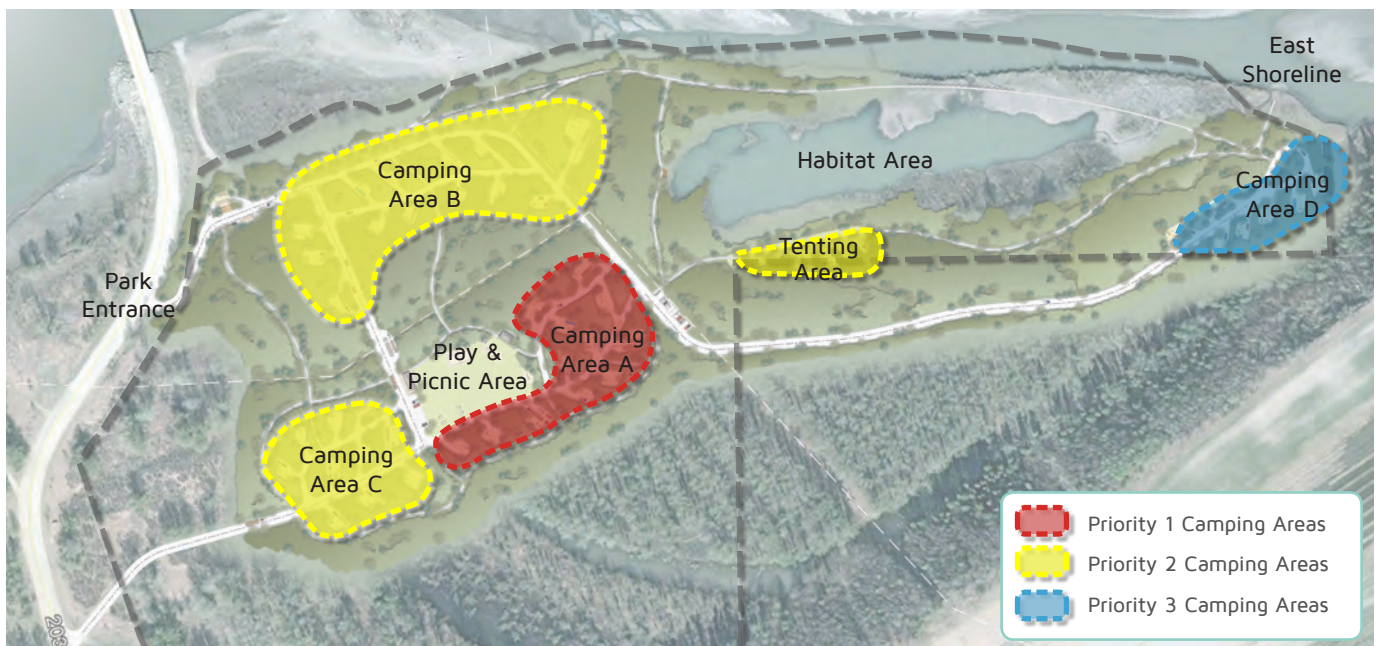 East
Shoreline
Habitat Area
Camping
Area B
Camping
Area D
Tenting
Area
Park
Entrance
Camping
Area A
Play &
Picnic Area
Camping
Area C
Priority 1 Camping Areas
Priority 2 Camping Areas
Priority 3 Camping Areas